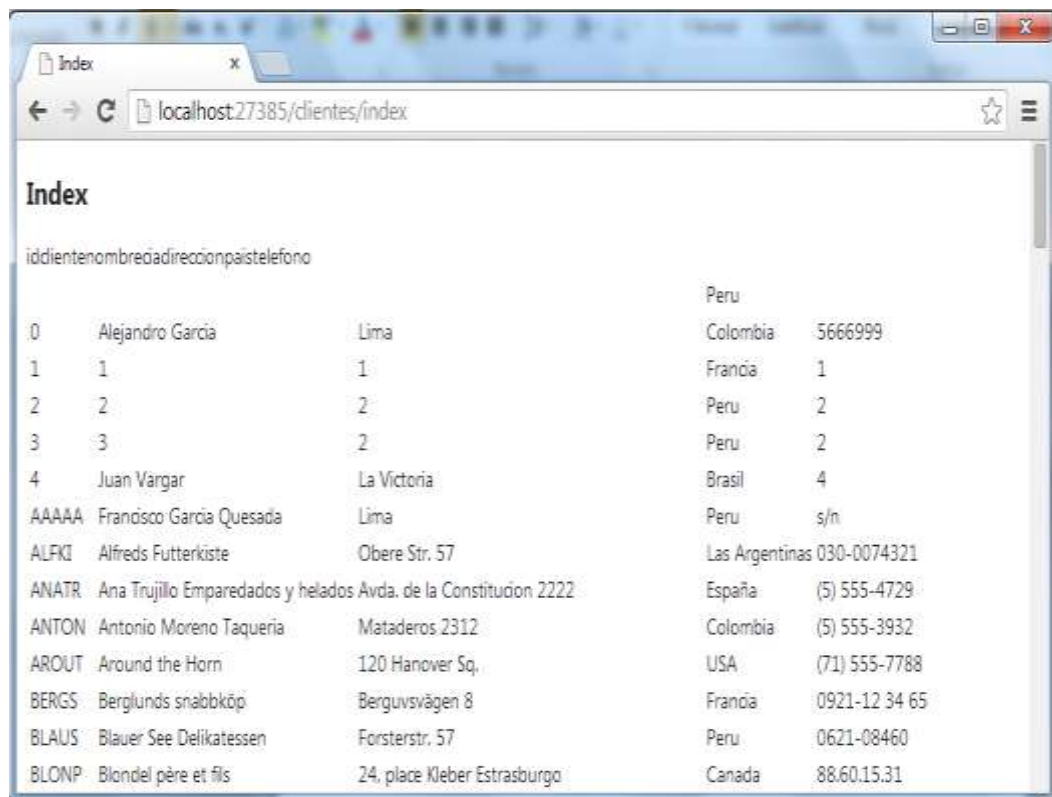 Index
localhost:27385/clientes/index
Index
idclientenombreciadireccionpaistelefono
Peru
0 Alejandro Garcia Lima Colombia 5666999
1 1 1 Francia 1
2 2 2 Peru 2
3 3 2 Peru 2
4 Juan Vargar La Victoria Brasil 4
AAAAA Francisco Garcia Quesada Lima Peru s/n
ALFKI Alfreds Futterkiste Obere Str. 57 Las Argentinas 030-0074321
ANATR Ana Trujillo Emparedados y helados Avda. de la Constitucion 2222 España (5) 555-4729
ANTON Antonio Moreno Taqueria Mataderos 2312 Colombia (5) 555-3932
AROUT Around the Horn 120 Hanover Sq. USA (71) 555-7788
BERGS Berglunds snabbköp Berguvsvägen 8 Francia 0921-12 34 65
BLAUS Blauer See Delikatessen Forsterstr. 57 Peru 0621-08460
BLONP Blondel père et fils 24, place Kleber Estrasburgo Canada 88.60.15.31